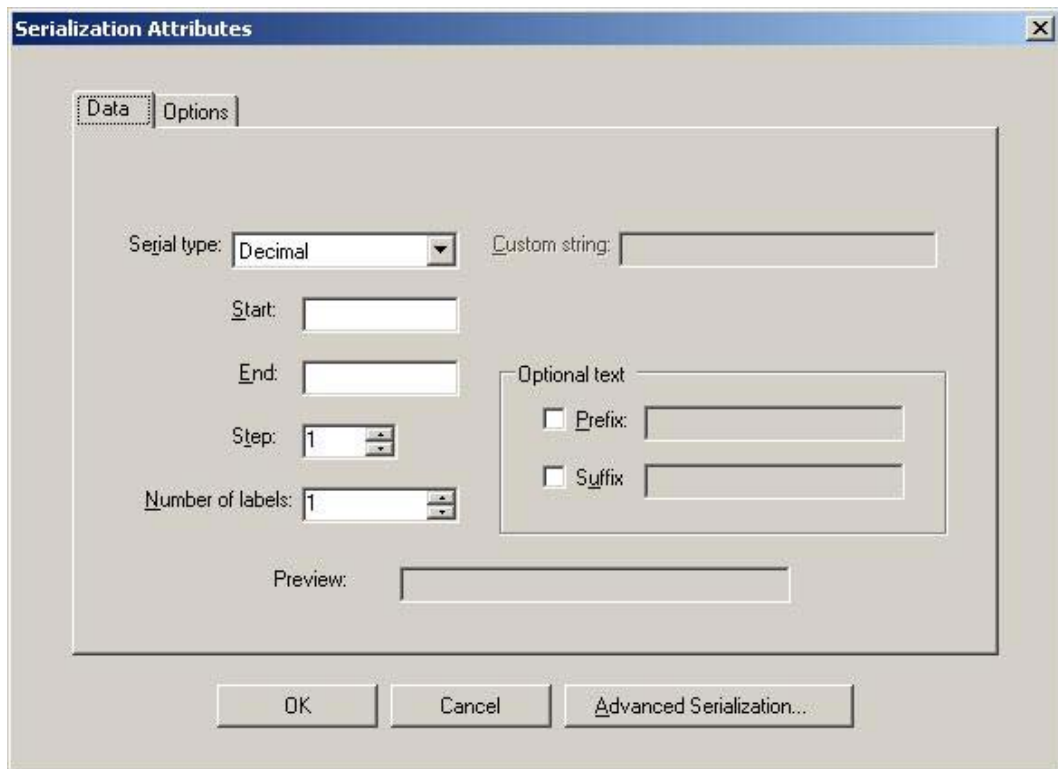 Serialization Attributes
Data Options
Serial type: Decimal Custom string:
Start:
End:
Optional text
Prefix:
Step: 1
Suffix
Number of labels: 1
Preview:
OK Cancel Advanced Serialization...